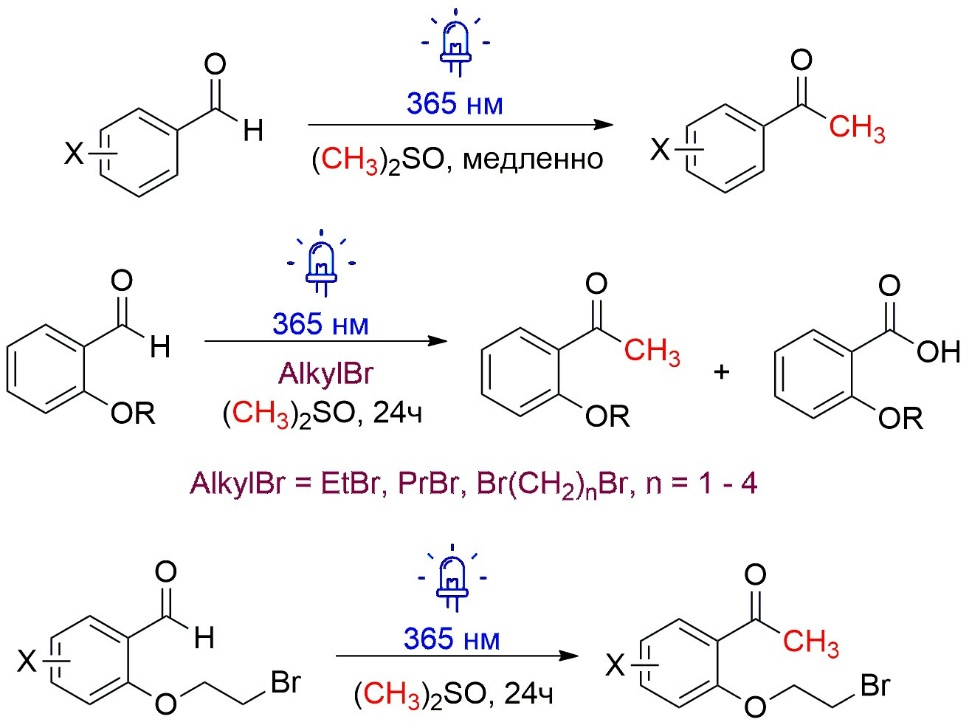 O
H
X
365 нм
(CH₃)₂SO, медленно
O
CH₃
X
O
H
OR
365 нм
AlkylBr
(CH₃)₂SO, 24ч
O
CH₃
OR
+
O
OH
OR
AlkylBr = EtBr, PrBr, Br(CH₂)ₙBr, n = 1 - 4
O
H
X
O
Br
365 нм
(CH₃)₂SO, 24ч
O
CH₃
X
O
Br